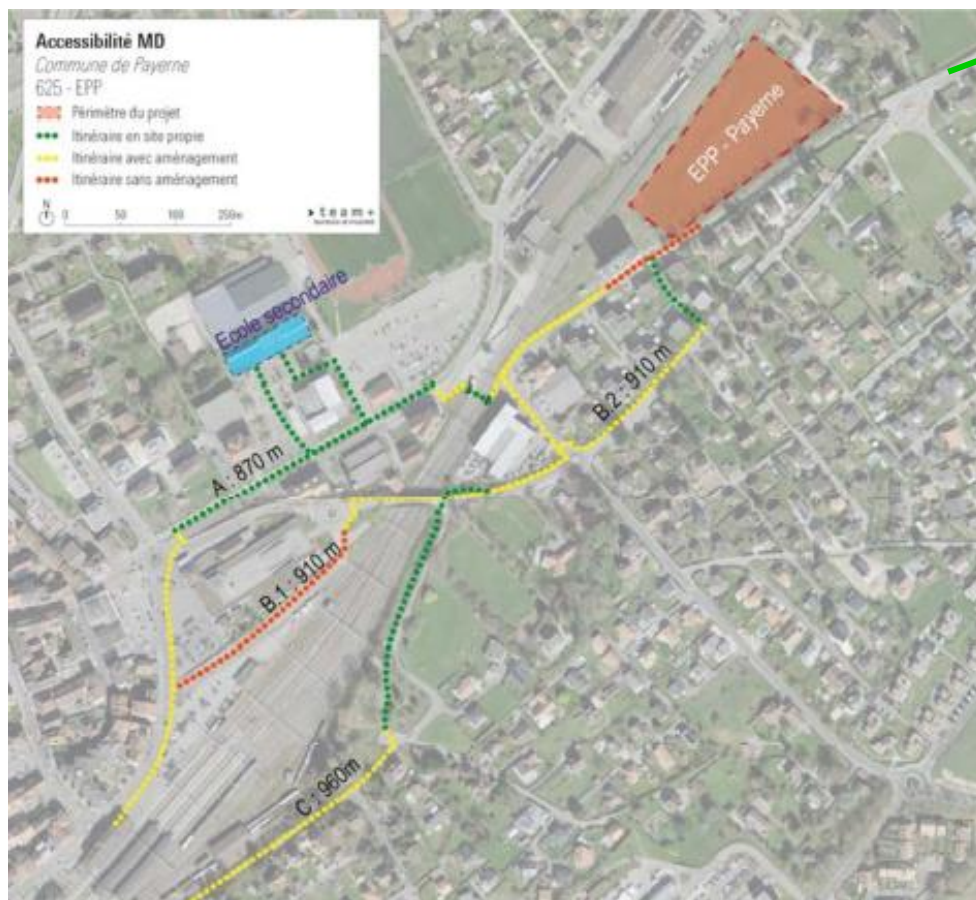 Accessibilité MD
Commune de Payerne
625 - EPP
Périmètre du projet
Itinéraire en site propre
Itinéraire avec aménagement
Itinéraire sans aménagement
N
0 50 100 250m
team+
EPP - Payerne
Ecole secondaire
A : 870 m
B.2 : 910 m
B.1 : 910 m
C : 960m